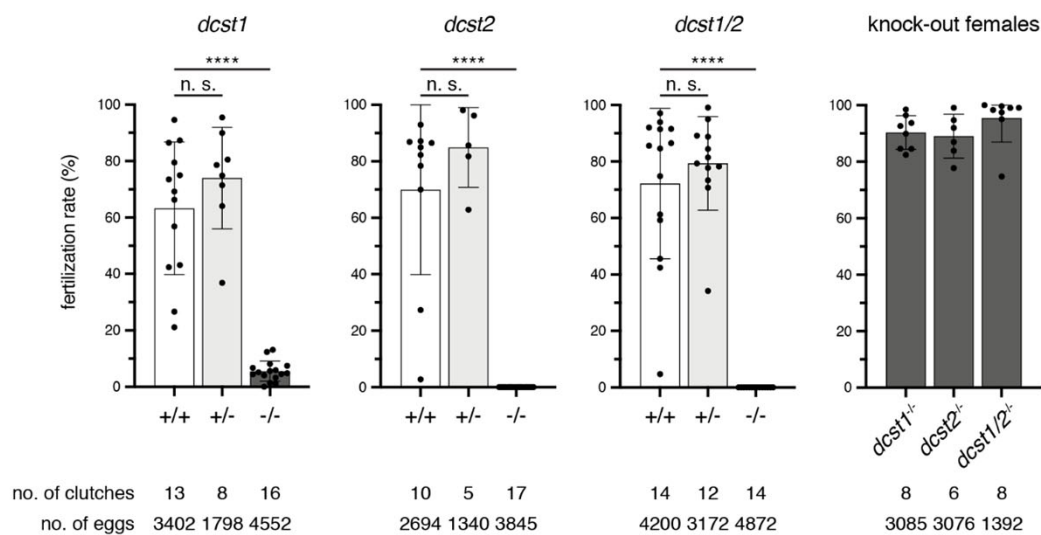 dcst1 dcst2 dcst1/2 knock-out females
**** **** ****
n. s. n. s. n. s.
fertilization rate (%)
100 100 100 100
80 80 80 80
60 60 60 60
40 40 40 40
20 20 20 20
0 0 0 0
+/+ +/- -/- +/+ +/- -/- +/+ +/- -/- dcst1-/- dcst2-/- dcst1/2-/-
no. of clutches 13 8 16 10 5 17 14 12 14 8 6 8
no. of eggs 3402 1798 4552 2694 1340 3845 4200 3172 4872 3085 3076 1392